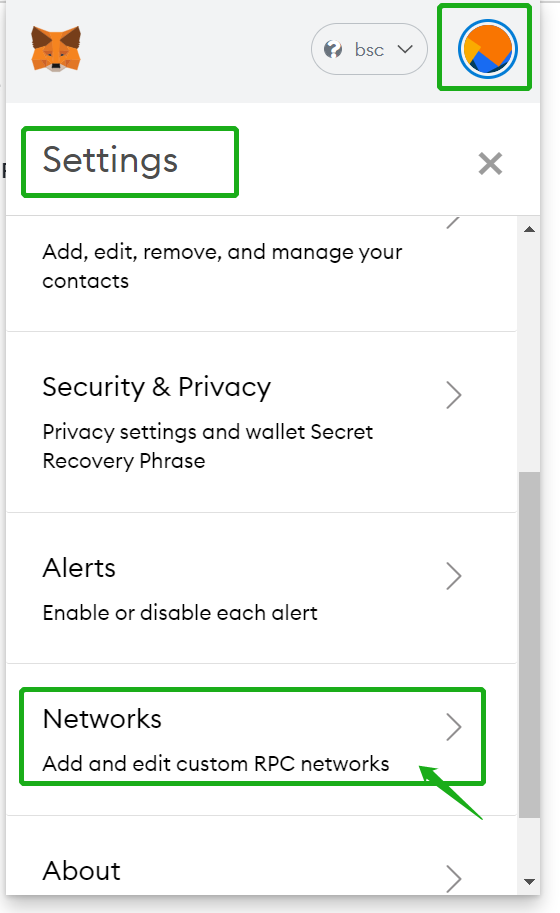 bsc
Settings
Add, edit, remove, and manage your
contacts
Security & Privacy
Privacy settings and wallet Secret
Recovery Phrase
Alerts
Enable or disable each alert
Networks
Add and edit custom RPC networks
About